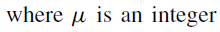 where μ is an integer